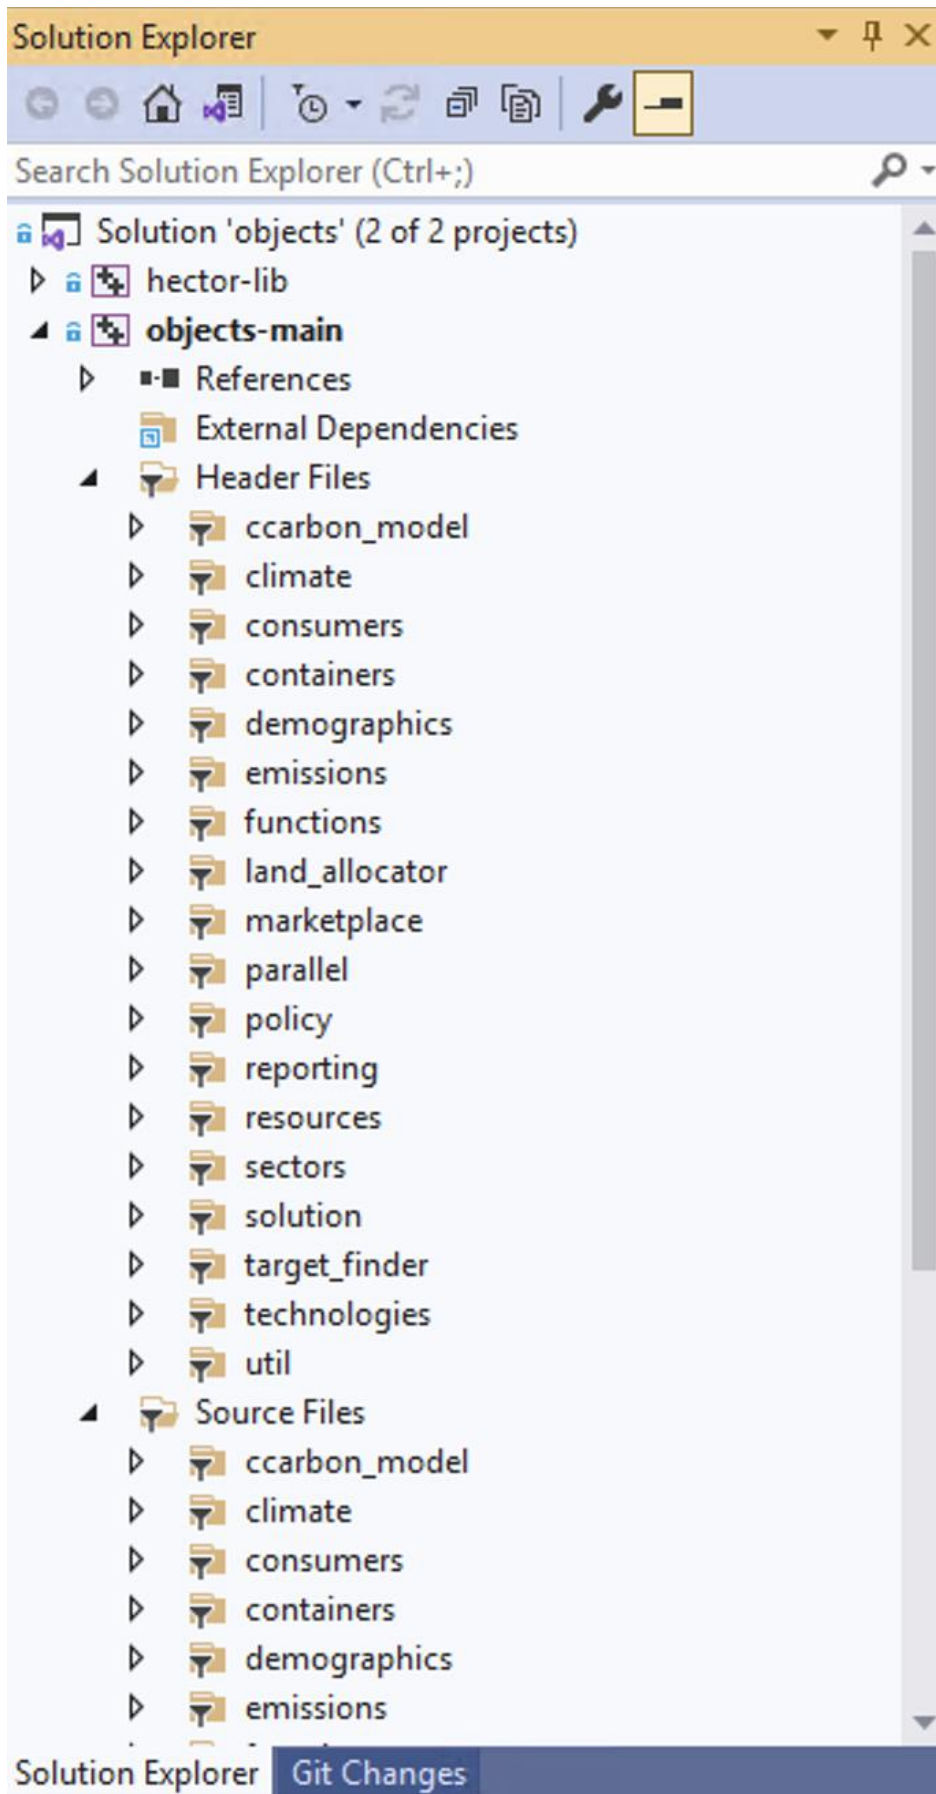 Solution Explorer
Search Solution Explorer (Ctrl+;)
Solution 'objects' (2 of 2 projects)
hector-lib
objects-main
References
External Dependencies
Header Files
ccarbon_model
climate
consumers
containers
demographics
emissions
functions
land_allocator
marketplace
parallel
policy
reporting
resources
sectors
solution
target_finder
technologies
util
Source Files
ccarbon_model
climate
consumers
containers
demographics
emissions
Solution Explorer Git Changes